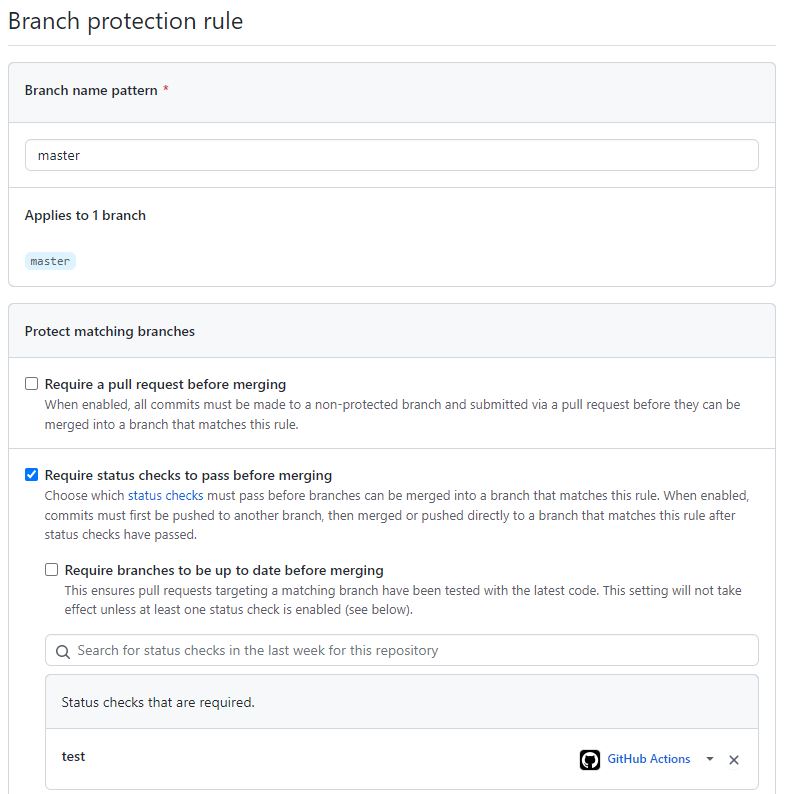 Branch protection rule
Branch name pattern *
master
Applies to 1 branch
master
Protect matching branches
Require a pull request before merging
When enabled, all commits must be made to a non-protected branch and submitted via a pull request before they can be
merged into a branch that matches this rule.
Require status checks to pass before merging
Choose which status checks must pass before branches can be merged into a branch that matches this rule. When enabled,
commits must first be pushed to another branch, then merged or pushed directly to a branch that matches this rule after
status checks have passed.
Require branches to be up to date before merging
This ensures pull requests targeting a matching branch have been tested with the latest code. This setting will not take
effect unless at least one status check is enabled (see below).
Search for status checks in the last week for this repository
Status checks that are required.
test GitHub Actions